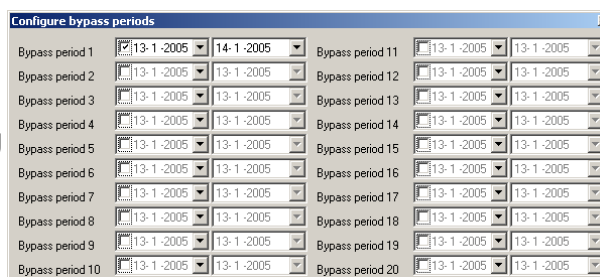 Configure bypass periods
Bypass period 1 13- 1 -2005 14- 1 -2005 Bypass period 11 13- 1 -2005 13- 1 -2005
Bypass period 2 13- 1 -2005 13- 1 -2005 Bypass period 12 13- 1 -2005 13- 1 -2005
Bypass period 3 13- 1 -2005 13- 1 -2005 Bypass period 13 13- 1 -2005 13- 1 -2005
Bypass period 4 13- 1 -2005 13- 1 -2005 Bypass period 14 13- 1 -2005 13- 1 -2005
Bypass period 5 13- 1 -2005 13- 1 -2005 Bypass period 15 13- 1 -2005 13- 1 -2005
Bypass period 6 13- 1 -2005 13- 1 -2005 Bypass period 16 13- 1 -2005 13- 1 -2005
Bypass period 7 13- 1 -2005 13- 1 -2005 Bypass period 17 13- 1 -2005 13- 1 -2005
Bypass period 8 13- 1 -2005 13- 1 -2005 Bypass period 18 13- 1 -2005 13- 1 -2005
Bypass period 9 13- 1 -2005 13- 1 -2005 Bypass period 19 13- 1 -2005 13- 1 -2005
Bypass period 10 13- 1 -2005 13- 1 -2005 Bypass period 20 13- 1 -2005 13- 1 -2005